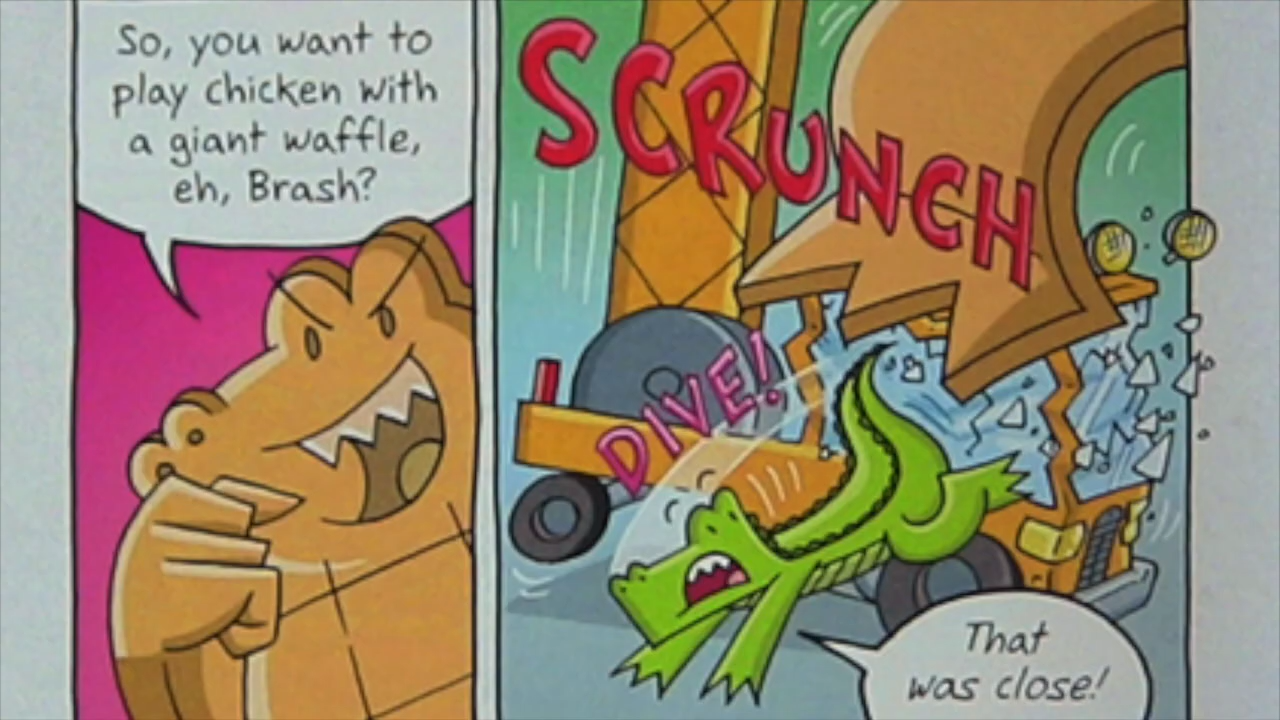 So, you want to
play chicken with
a giant waffle,
eh, Brash?
SCRUNCH
DIVE!
That
was close!